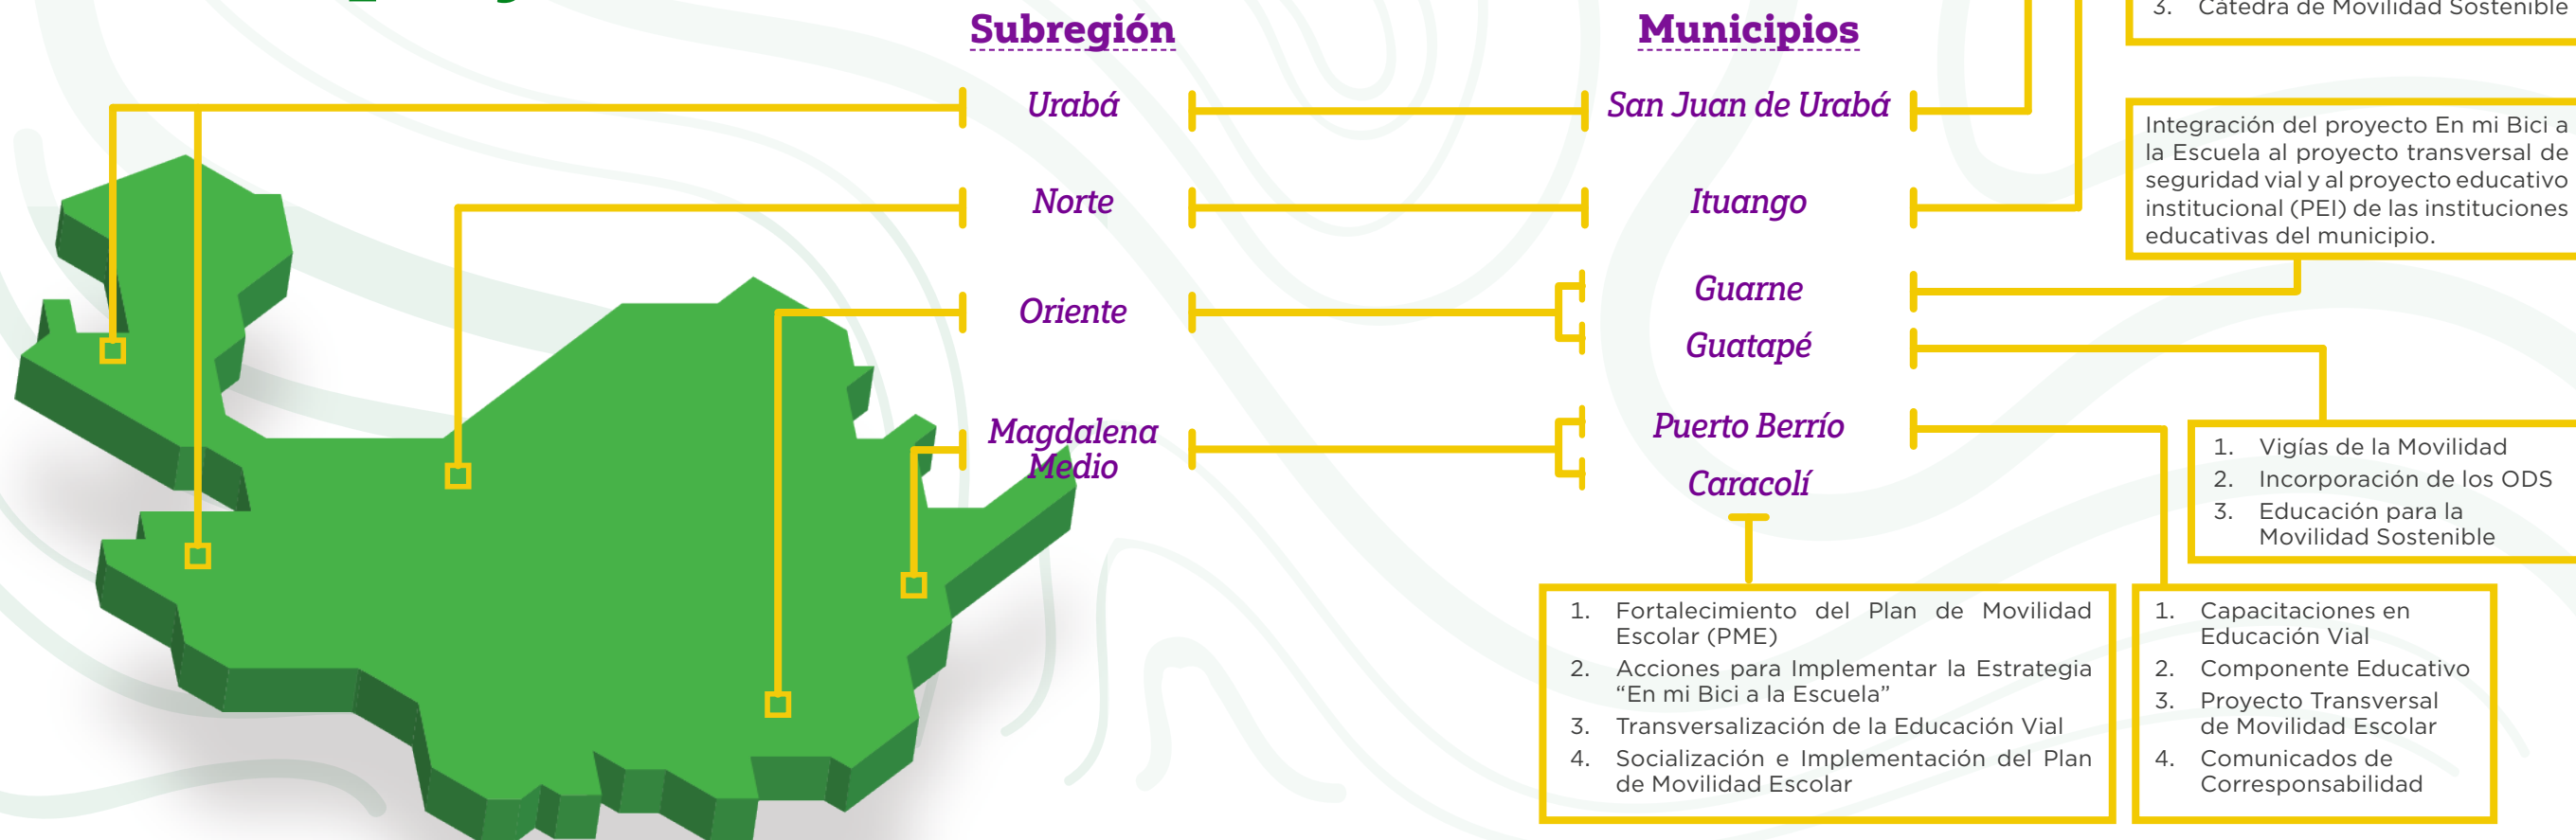 Subregión
Municipios
3. Cátedra de Movilidad Sostenible
Urabá
San Juan de Urabá
Norte
Ituango
Oriente
Guarne
Guatapé
Magdalena
Medio
Puerto Berrío
Caracolí
Integración del proyecto En mi Bici a
la Escuela al proyecto transversal de
seguridad vial y al proyecto educativo
institucional (PEI) de las instituciones
educativas del municipio.
1. Vigías de la Movilidad
2. Incorporación de los ODS
3. Educación para la
Movilidad Sostenible
1. Fortalecimiento del Plan de Movilidad
Escolar (PME)
2. Acciones para Implementar la Estrategia
“En mi Bici a la Escuela”
3. Transversalización de la Educación Vial
4. Socialización e Implementación del Plan
de Movilidad Escolar
1. Capacitaciones en
Educación Vial
2. Componente Educativo
3. Proyecto Transversal
de Movilidad Escolar
4. Comunicados de
Corresponsabilidad